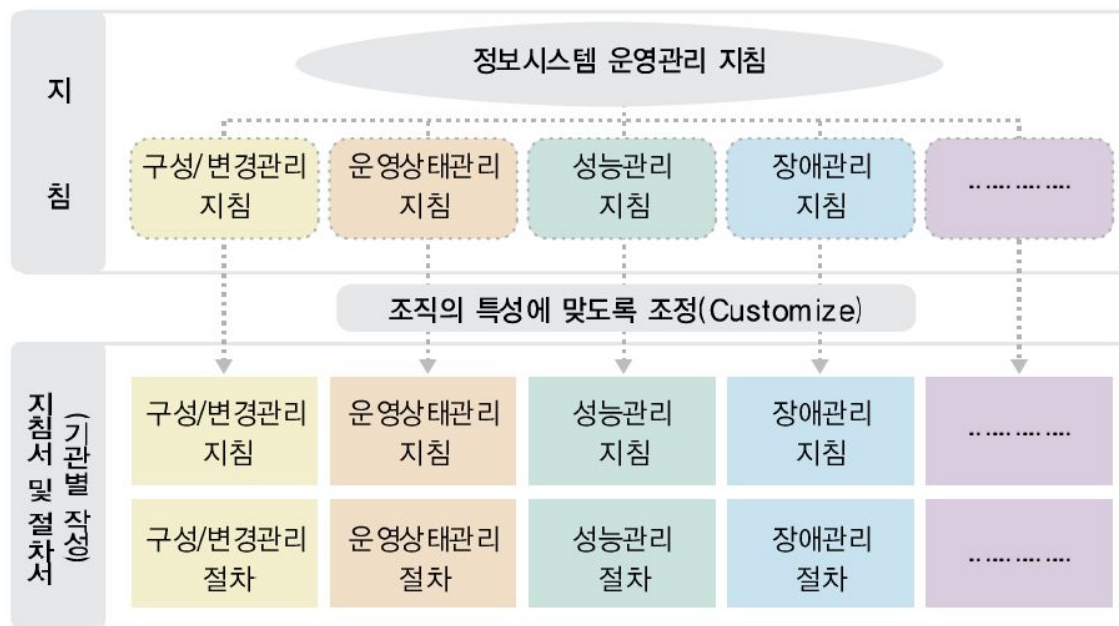 지침
정보시스템 운영관리 지침
구성/변경관리
지침
운영상태관리
지침
성능관리
지침
장애관리
지침
…………
조직의 특성에 맞도록 조정(Customize)
지침서 및 절차서
(기관별 작성)
구성/변경관리
지침
운영상태관리
지침
성능관리
지침
장애관리
지침
…………
구성/변경관리
절차
운영상태관리
절차
성능관리
절차
장애관리
절차
…………